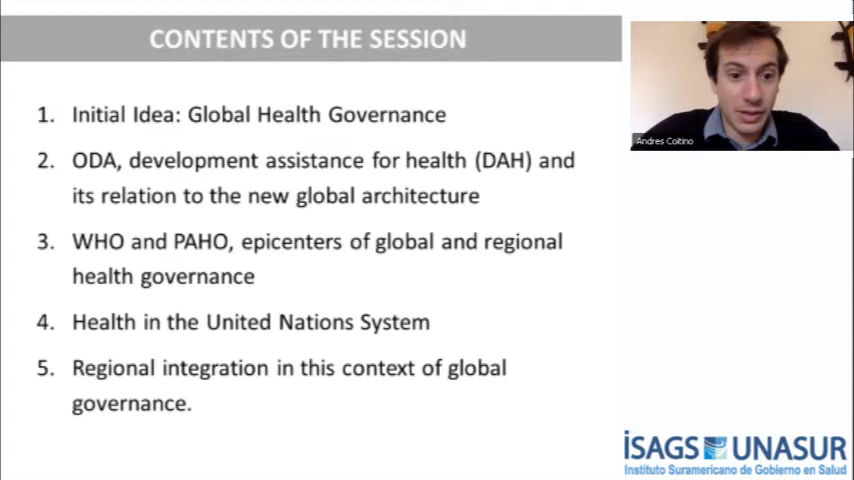 CONTENTS OF THE SESSION
1. Initial Idea: Global Health Governance
2. ODA, development assistance for health (DAH) and
its relation to the new global architecture
3. WHO and PAHO, epicenters of global and regional
health governance
4. Health in the United Nations System
5. Regional integration in this context of global
governance.
Andres Coitino
iSAGS UNASUR
Instituto Suramericano de Gobierno en Salud